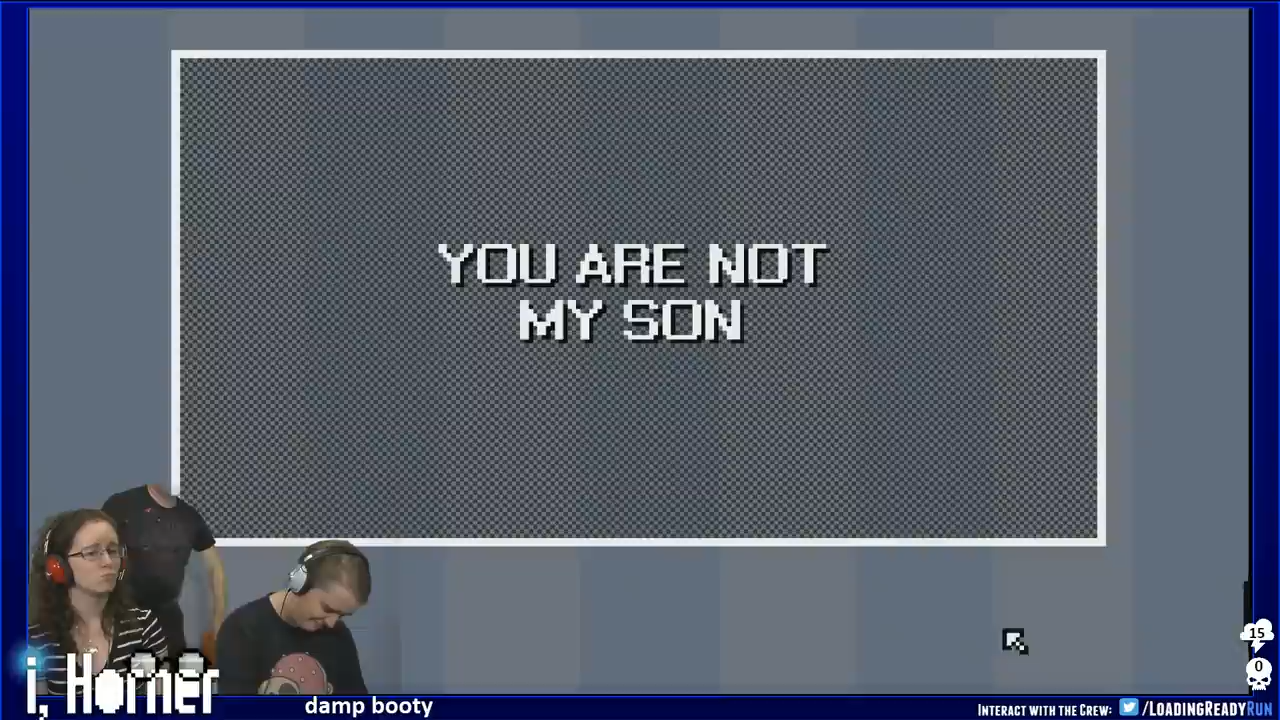 YOU ARE NOT
MY SON
15
0
i, Horner
damp booty
INTERACT WITH THE CREW: /LOADINGREADYRUN